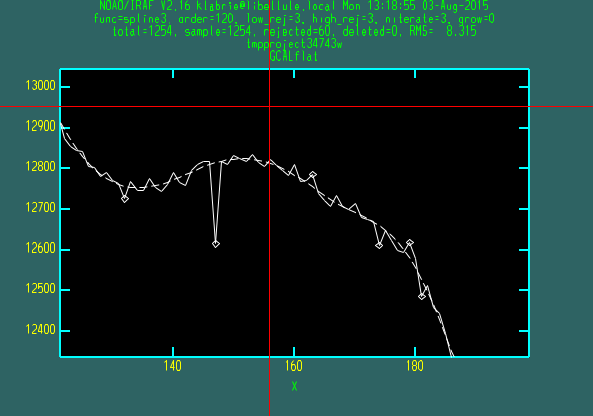 NOAO/IRAF V2.16 klabrie@libellule.local Mon 13:18:55 03-Aug-2015
func=spline3, order=120, low_rej=3, high_rej=3, niterate=3, grow=0
total=1254, sample=1254, rejected=60, deleted=0, RMS= 8.315
tmpproject34743w
GCALflat
13000
12900
12800
12700
12600
12500
12400
140 160 180
X